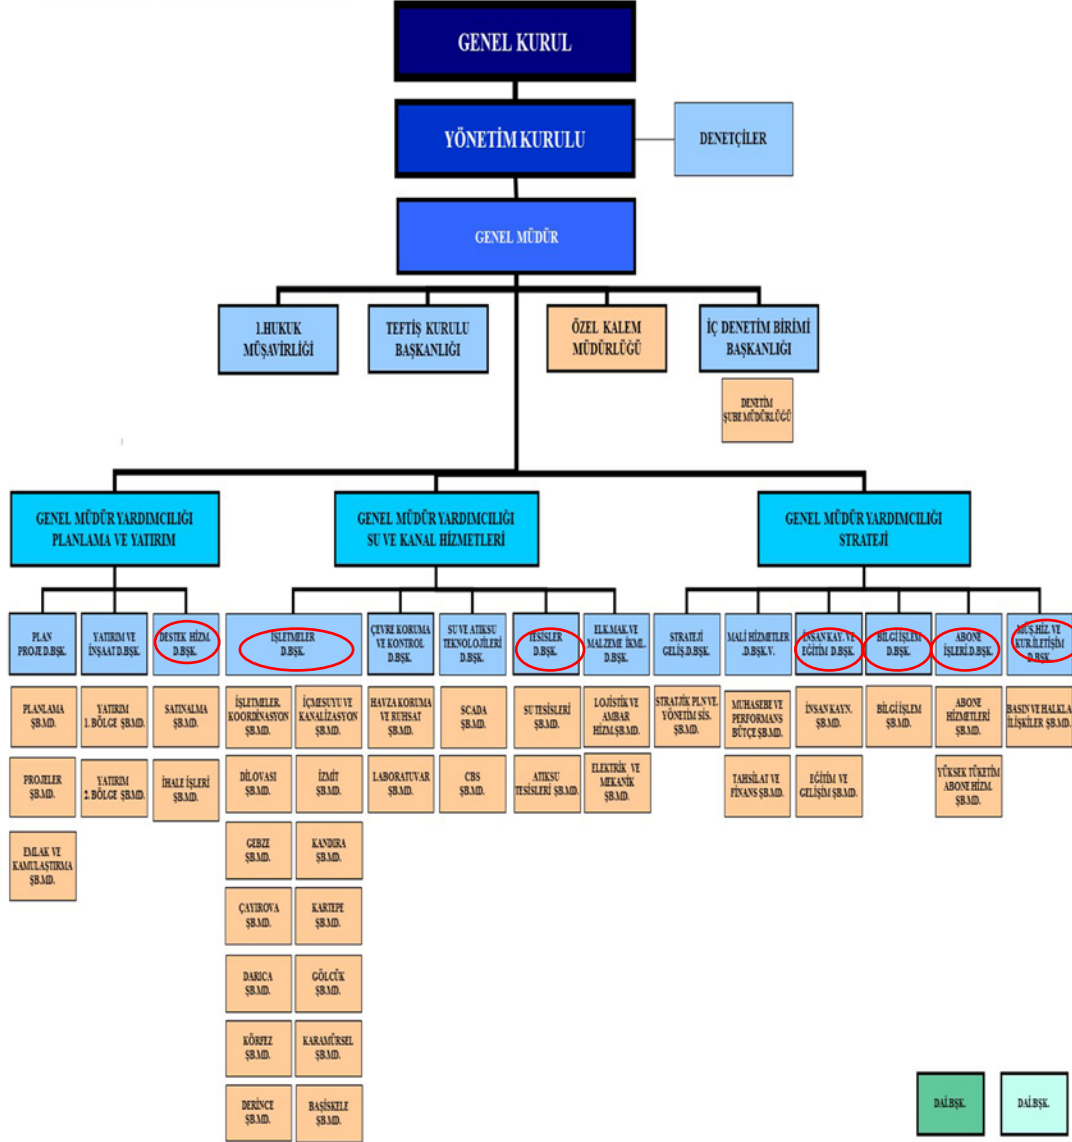 GENEL KURUL
YÖNETİM KURULU
DENETÇİLER
GENEL MÜDÜR
1.HUKUK
MÜŞAVİRLİĞİ
TEFTİŞ KURULU
BAŞKANLIĞI
ÖZEL KALEM
MÜDÜRLÜĞÜ
İÇ DENETİM BİRİMİ
BAŞKANLIĞI
DENETİM
ŞUBE MÜDÜRLÜĞÜ
GENEL MÜDÜR YARDIMCILIĞI
PLANLAMA VE YATIRIM
GENEL MÜDÜR YARDIMCILIĞI
SU VE KANAL HİZMETLERİ
GENEL MÜDÜR YARDIMCILIĞI
STRATEJİ
PLAN
PROJE D.BŞK.
YATIRIM VE
İNŞAAT D.BŞK.
DESTEK HİZM.
D.BŞK.
İŞLETMELER
D.BŞK.
ÇEVRE KORUMA
VE KONTROL
D.BŞK.
SU VE ATIKSU
TEKNOLOJİLERİ
D.BŞK.
TESİSLER
D.BŞK.
ELK.MAK.VE
MALZEME İKML.
D.BŞK.
STRATEJİ
GELİŞ.D.BŞK.
MALİ HİZMETLER
.D.BŞK.V.
İNSAN KAY. VE
EĞİTİM D.BŞK.
BİLGİ İŞLEM
D.BŞK.
ABONE
İŞLERİ.D.BŞK.
MÜŞ.HİZ. VE
KUR.İLETİŞİM
D.BŞK.
PLANLAMA
ŞB.MD.
YATIRIM
1. BÖLGE ŞB.MD.
SATINALMA
ŞB.MD.
İŞLETMELER.
KOORDİNASYON
ŞB.MD.
İÇMESUYU VE
KANALİZASYON
ŞB.MD.
HAVZA KORUMA
VE RUHSAT
ŞB.MD.
SCADA
ŞB.MD.
SU TESİSLERİ
ŞB.MD.
LOJİSTİK VE
AMBAR
HİZM.ŞB.MD.
STRATJİK PLN VE.
YÖNETİM SİS.
ŞB.MD.
MUHASEBE VE
PERFORMANS
BÜTÇE ŞB.MD.
İNSAN KAYN.
ŞB.MD.
BİLGİ İŞLEM
ŞB.MD.
ABONE
HİZMETLERİ
ŞB.MD.
BASIN VE HALKLA
İLİŞKİLER ŞB.MD.
PROJELER
ŞB.MD.
YATIRIM
2. BÖLGE ŞB.MD.
İHALE İŞLERİ
ŞB.MD.
DİLOVASI
ŞB.MD.
İZMİT
ŞB.MD.
LABORATUVAR
ŞB.MD.
CBS
ŞB.MD.
ATIKSU
TESİSLERİ ŞB.MD.
ELEKTRİK VE
MEKANİK
ŞB.MD.
TAHSİLAT VE
FİNANS ŞB.MD.
EĞİTİM VE
GELİŞİM ŞB.MD.
YÜKSEK TÜKETİM
ABONE HİZM.
ŞB.MD.
EMLAK VE
KAMULAŞTIRMA
ŞB.MD.
GEBZE
ŞB.MD.
KANDIRA
ŞB.MD.
ÇAYIROVA
ŞB.MD.
KARTEPE
ŞB.MD.
DARICA
ŞB.MD.
GÖLCÜK
ŞB.MD.
KÖRFEZ
ŞB.MD.
KARAMÜRSEL
ŞB.MD.
DERİNCE
ŞB.MD.
BAŞİSKELE
ŞB.MD.
DAİ.BŞK.
DAİ.BŞK.